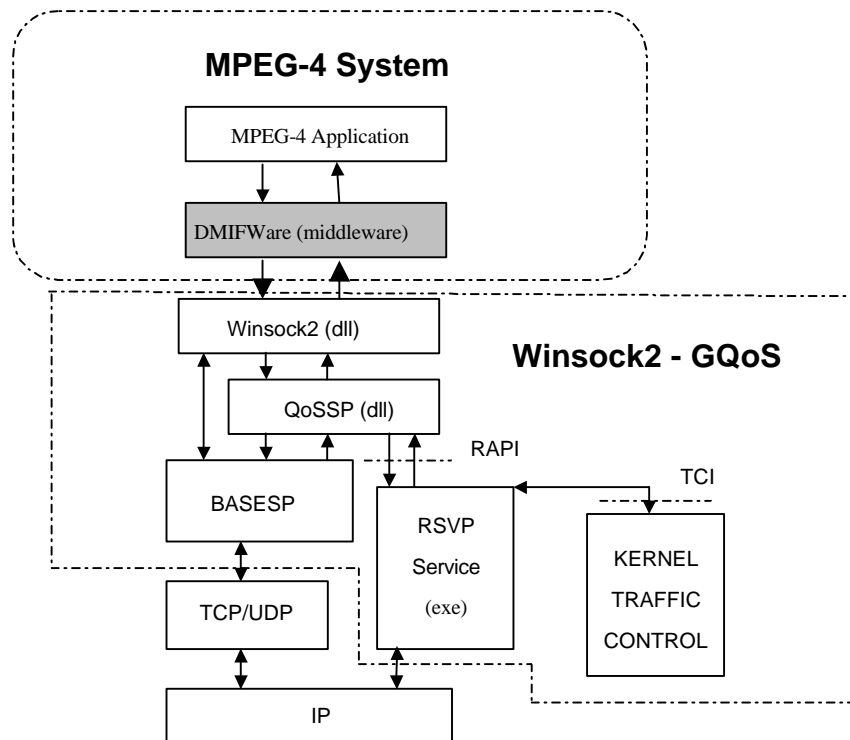 MPEG-4 System
MPEG-4 Application
DMIFWare (middleware)
Winsock2 (dll)
Winsock2 - GQoS
QoSSP (dll)
RAPI
TCI
BASESP
RSVP
Service
(exe)
KERNEL
TRAFFIC
CONTROL
TCP/UDP
IP